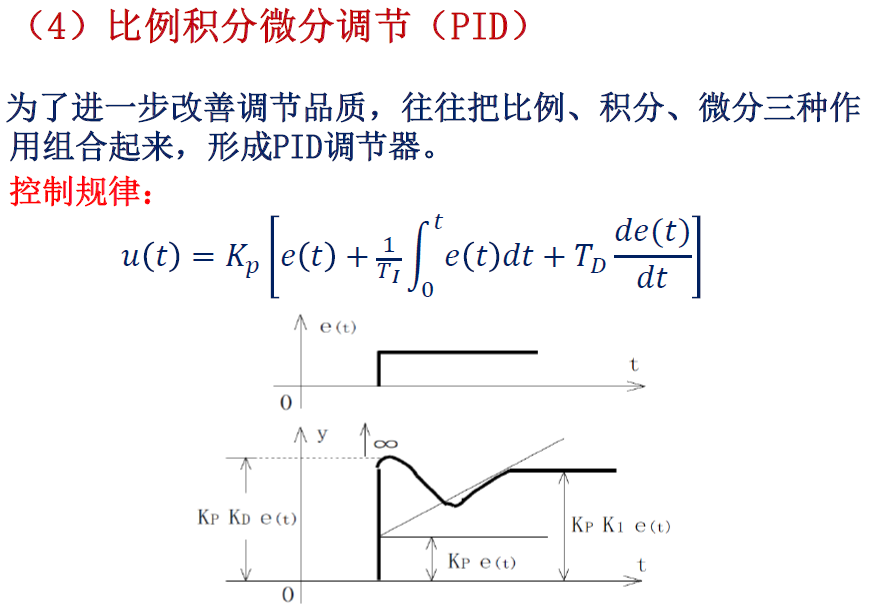 （4）比例积分微分调节（PID）
为了进一步改善调节品质，往往把比例、积分、微分三种作
用组合起来，形成PID调节器。
控制规律：
u(t) = K_p [ e(t) + \frac{1}{T_I} \int_0^t e(t)dt + T_D \frac{de(t)}{dt} ]
e(t)
t
0
y
∞
KP KD e(t)
KP K1 e(t)
KP e(t)
t
0